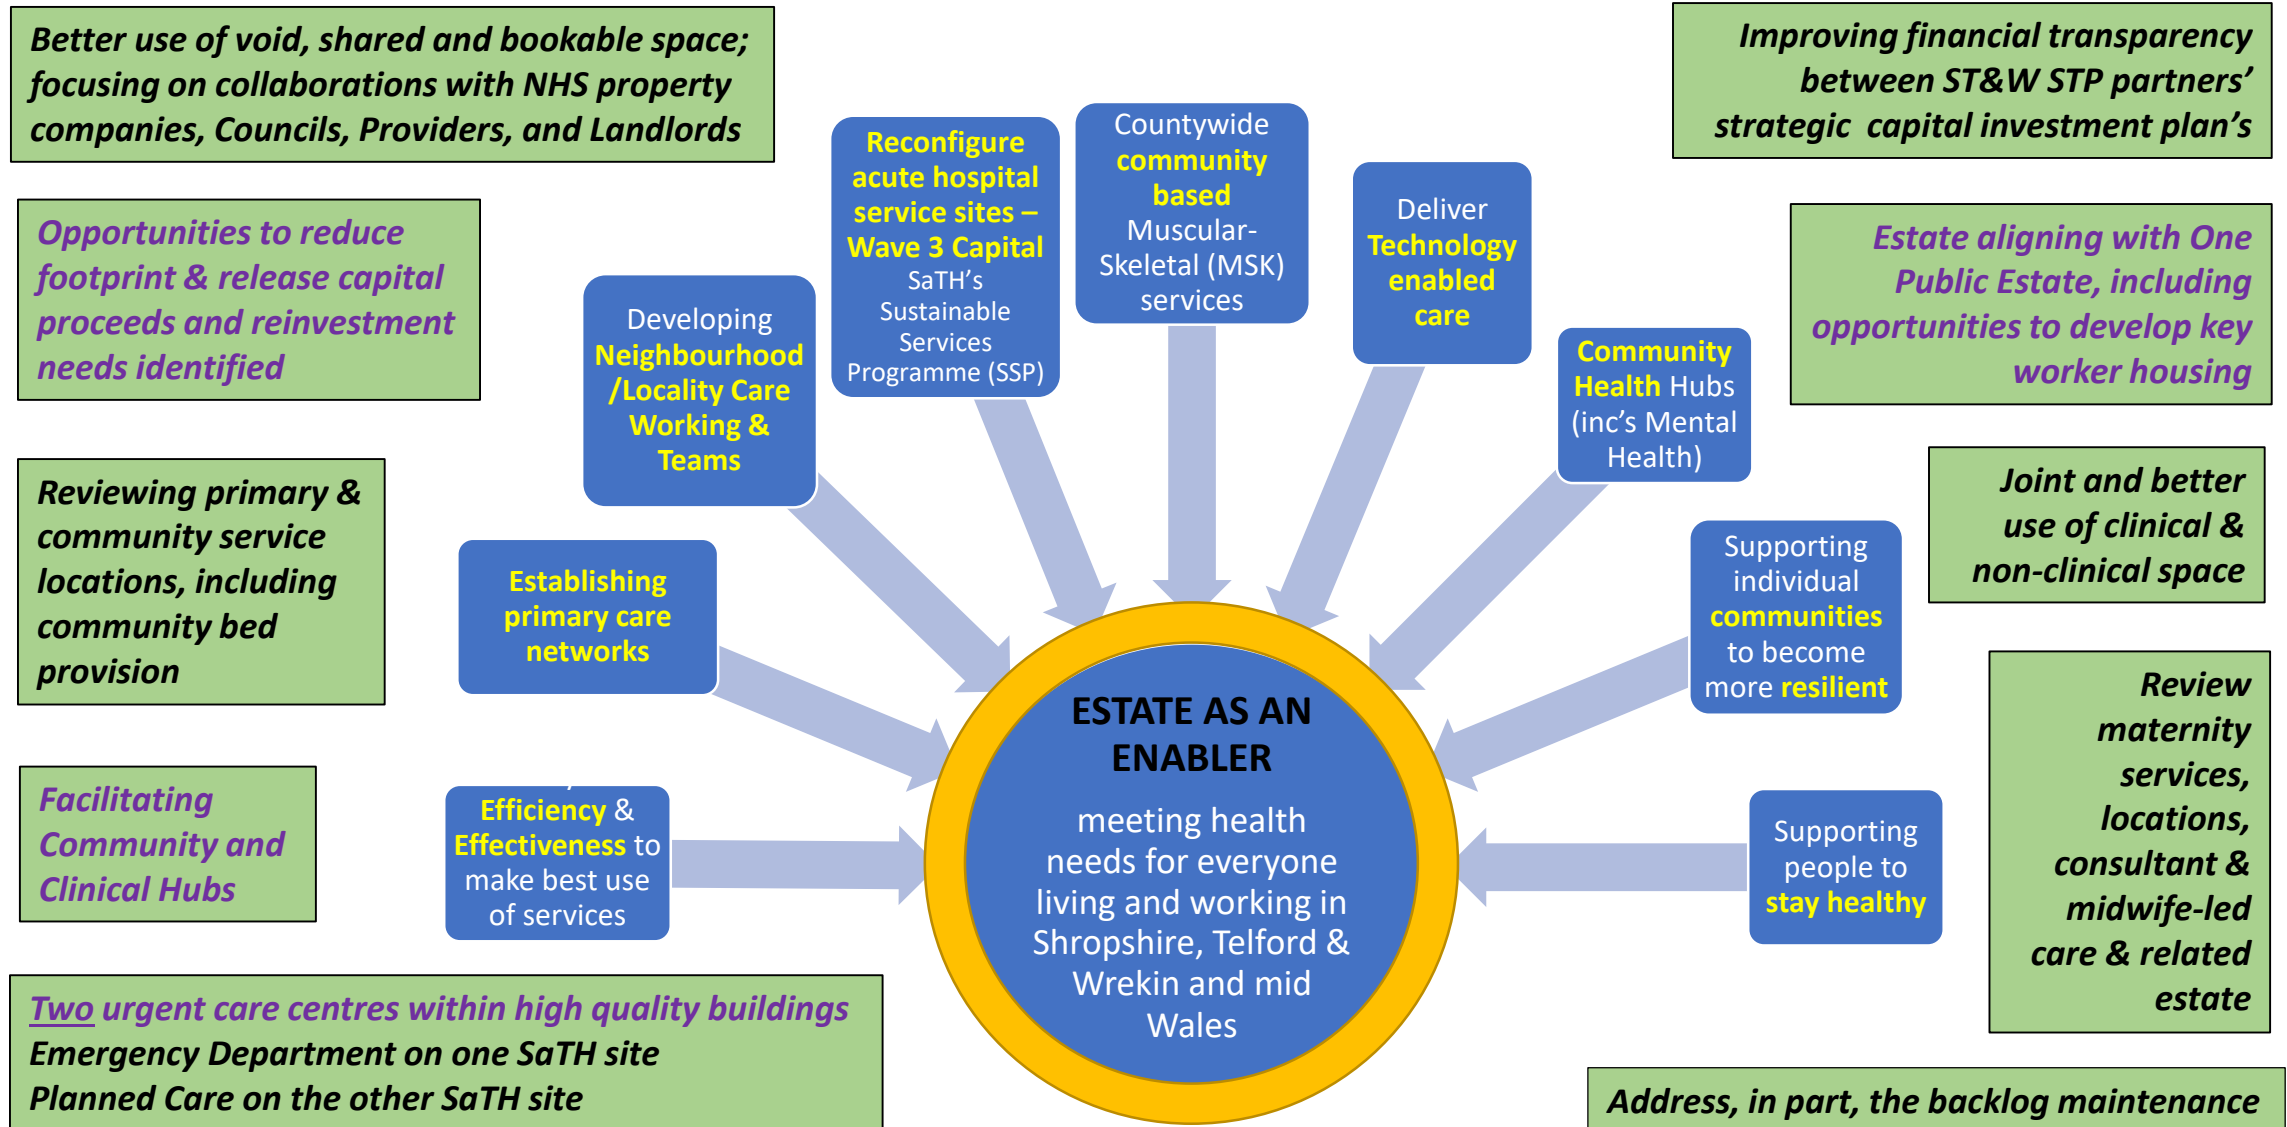 Better use of void, shared and bookable space;
focusing on collaborations with NHS property
companies, Councils, Providers, and Landlords
Improving financial transparency
between ST&W STP partners’
strategic capital investment plan’s
Opportunities to reduce
footprint & release capital
proceeds and reinvestment
needs identified
Reviewing primary &
community service
locations, including
community bed
provision
Facilitating
Community and
Clinical Hubs
Two urgent care centres within high quality buildings
Emergency Department on one SaTH site
Planned Care on the other SaTH site
Efficiency &
Effectiveness to
make best use
of services
Establishing
primary care
networks
Developing
Neighbourhood
/Locality Care
Working &
Teams
Reconfigure
acute hospital
service sites –
Wave 3 Capital
SaTH’s
Sustainable
Services
Programme (SSP)
Countywide
community
based
Muscular-
Skeletal (MSK)
services
Deliver
Technology
enabled
care
Community
Health Hubs
(inc’s Mental
Health)
Supporting
individual
communities
to become
more resilient
Supporting
people to
stay healthy
ESTATE AS AN
ENABLER
meeting health
needs for everyone
living and working in
Shropshire, Telford &
Wrekin and mid
Wales
Estate aligning with One
Public Estate, including
opportunities to develop key
worker housing
Joint and better
use of clinical &
non-clinical space
Review
maternity
services,
locations,
consultant &
midwife-led
care & related
estate
Address, in part, the backlog maintenance